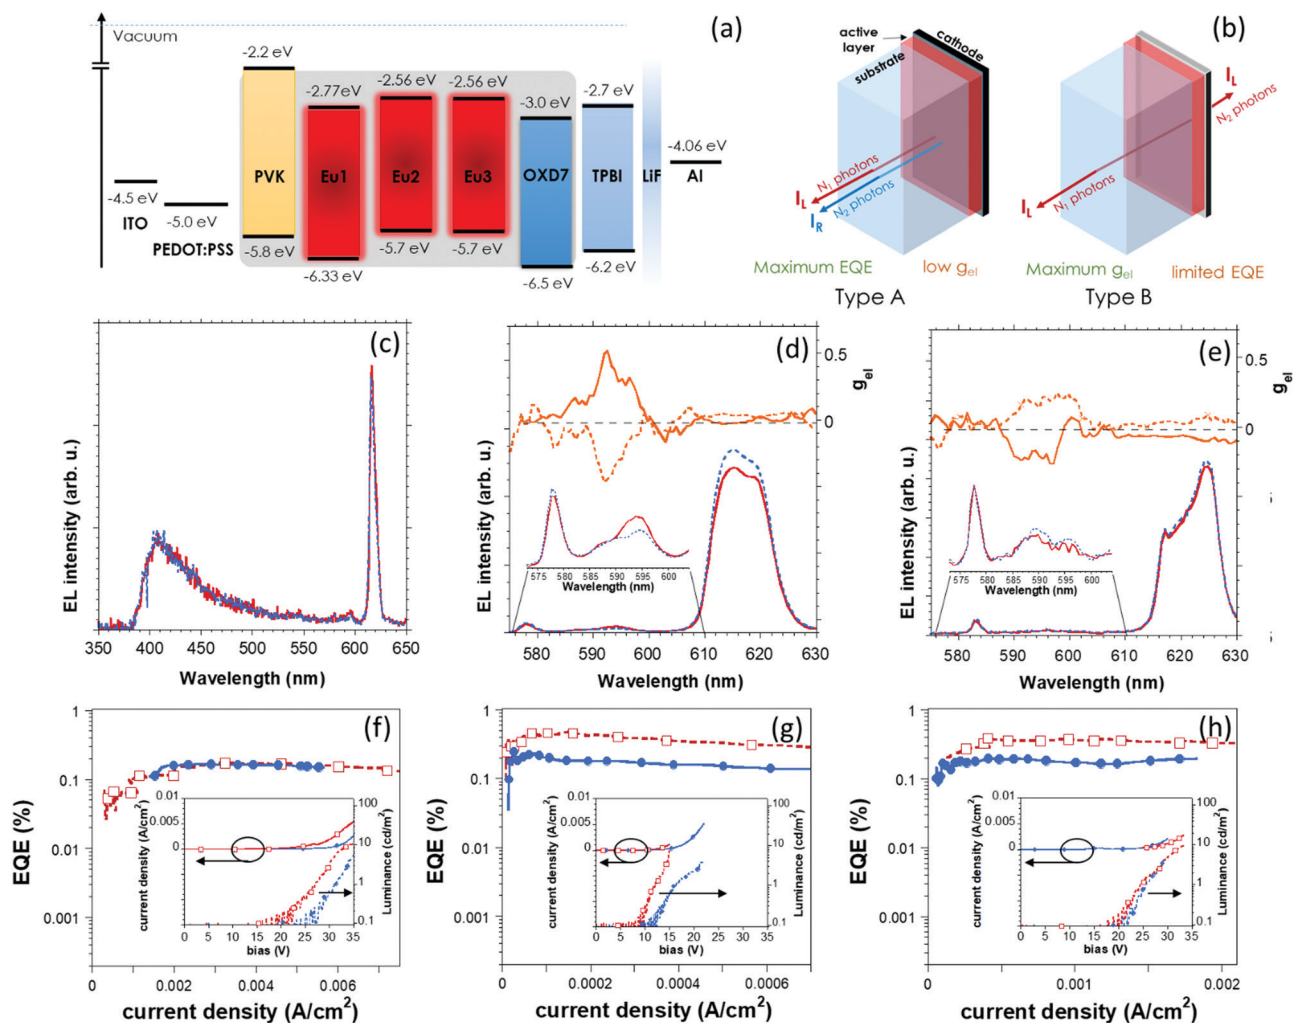 (a)
Vacuum
-2.2 eV
-2.77 eV
-2.56 eV
-2.56 eV
-3.0 eV
-2.7 eV
-4.06 eV
-4.5 eV
ITO
-5.0 eV
PEDOT:PSS
PVK
Eu1
Eu2
Eu3
OXD7
TPBI
LiF
Al
-5.8 eV
-6.33 eV
-5.7 eV
-5.7 eV
-6.5 eV
-6.2 eV
active
layer
cathode
substrate
N1 photons
N2 photons
IL
IR
Maximum EQE
low gel
Type A
(b)
IL
N2 photons
N1 photons
IL
Maximum gel
limited EQE
Type B
(c)
EL intensity (arb. u.)
350 400 450 500 550 600 650
Wavelength (nm)
(d)
EL intensity (arb. u.)
0.5
0
gel
575 580 585 590 595 600
Wavelength (nm)
580 590 600 610 620 630
Wavelength (nm)
(e)
EL intensity (arb. u.)
0.5
0
gel
575 580 585 590 595 600
Wavelength (nm)
580 590 600 610 620 630
Wavelength (nm)
(f)
EQE (%)
1
0.1
0.01
0.001
current density (A/cm2)
0.01
0.005
0
100
10
1
0.1
Luminance (cd/m2)
0 5 10 15 20 25 30 35
bias (V)
0 0.002 0.004 0.006
current density (A/cm2)
(g)
EQE (%)
1
0.1
0.01
0.001
current density (A/cm2)
0.01
0.005
0
100
10
1
0.1
Luminance (cd/m2)
0 5 10 15 20 25 30 35
bias (V)
0 0.0002 0.0004 0.0006
current density (A/cm2)
(h)
EQE (%)
1
0.1
0.01
0.001
current density (A/cm2)
0.01
0.005
0
100
10
1
0.1
Luminance (cd/m2)
0 5 10 15 20 25 30 35
bias (V)
0 0.001 0.002
current density (A/cm2)